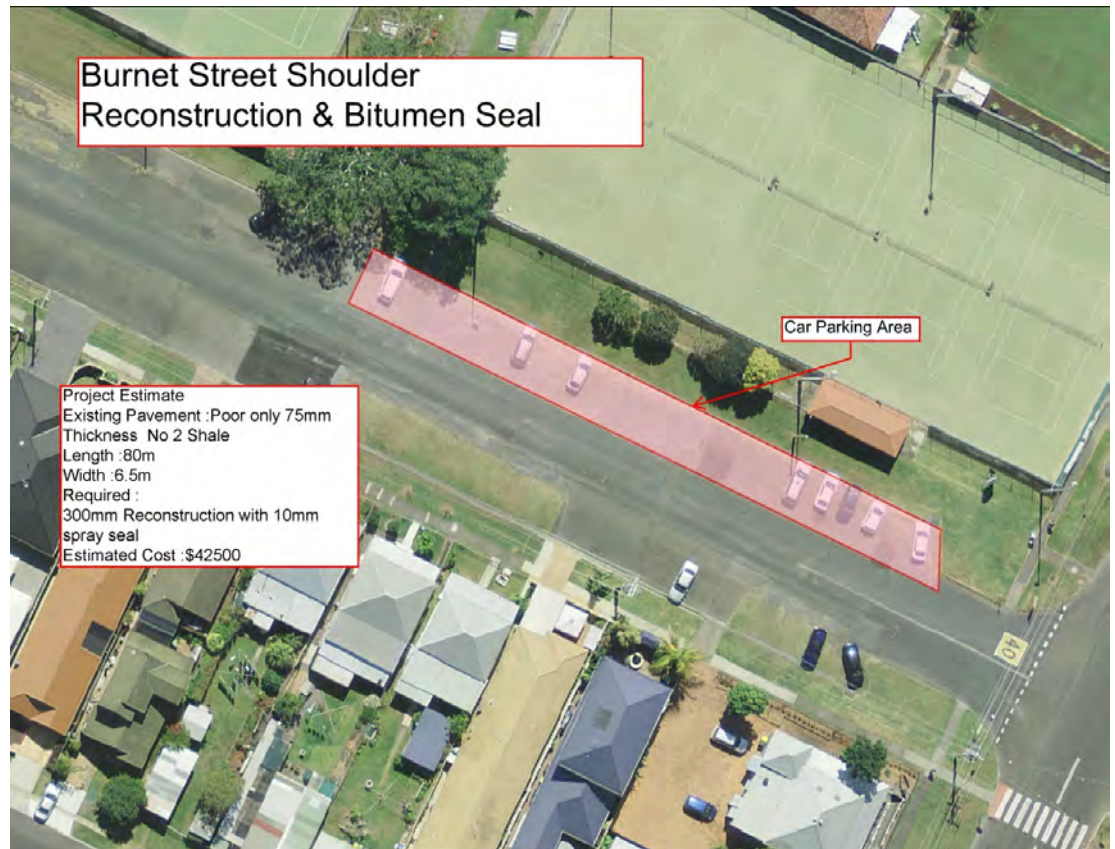 Burnet Street Shoulder
Reconstruction & Bitumen Seal
Car Parking Area
Project Estimate
Existing Pavement :Poor only 75mm
Thickness  No 2 Shale
Length :80m
Width :6.5m
Required :
300mm Reconstruction with 10mm
spray seal
Estimated Cost :$42500
40